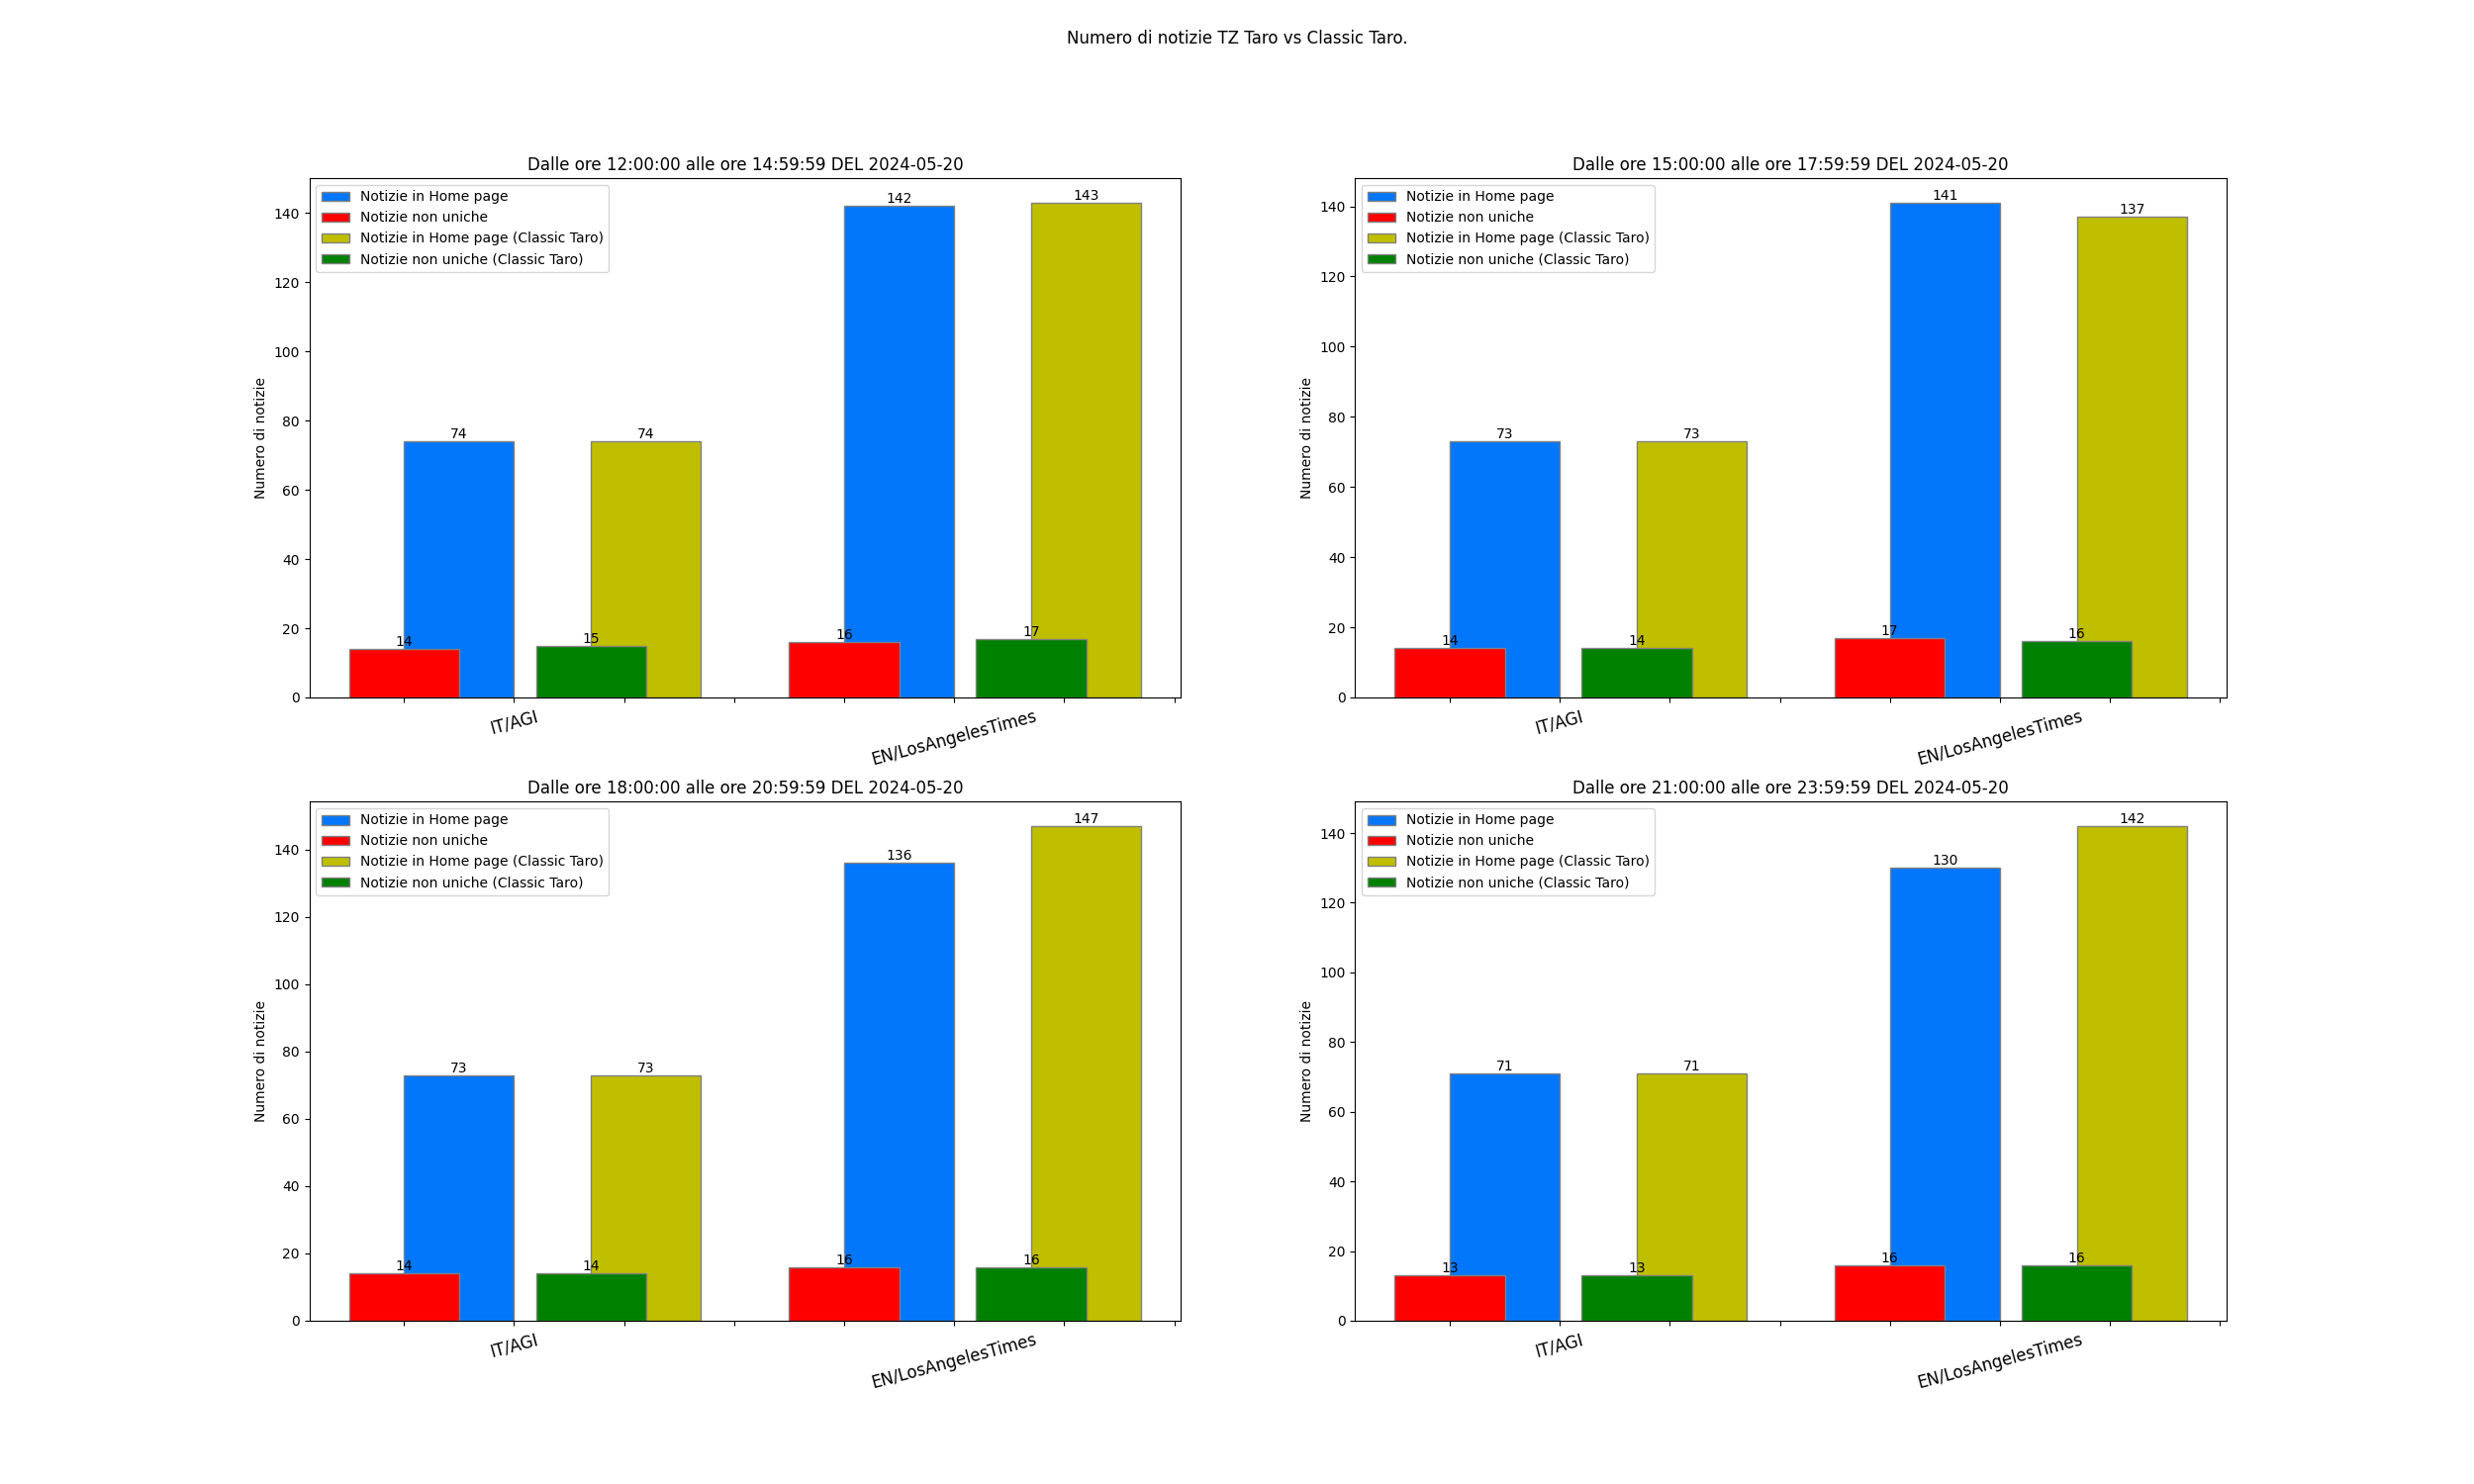 Numero di notizie TZ Taro vs Classic Taro.
Dalle ore 12:00:00 alle ore 14:59:59 DEL 2024-05-20
Notizie in Home page
Notizie non uniche
Notizie in Home page (Classic Taro)
Notizie non uniche (Classic Taro)
Numero di notizie
140
120
100
80
60
40
20
0
14
74
15
74
16
142
17
143
IT/AGI
EN/LosAngelesTimes
Dalle ore 15:00:00 alle ore 17:59:59 DEL 2024-05-20
Notizie in Home page
Notizie non uniche
Notizie in Home page (Classic Taro)
Notizie non uniche (Classic Taro)
Numero di notizie
140
120
100
80
60
40
20
0
14
73
14
73
17
141
16
137
IT/AGI
EN/LosAngelesTimes
Dalle ore 18:00:00 alle ore 20:59:59 DEL 2024-05-20
Notizie in Home page
Notizie non uniche
Notizie in Home page (Classic Taro)
Notizie non uniche (Classic Taro)
Numero di notizie
140
120
100
80
60
40
20
0
14
73
14
73
16
136
16
147
IT/AGI
EN/LosAngelesTimes
Dalle ore 21:00:00 alle ore 23:59:59 DEL 2024-05-20
Notizie in Home page
Notizie non uniche
Notizie in Home page (Classic Taro)
Notizie non uniche (Classic Taro)
Numero di notizie
140
120
100
80
60
40
20
0
13
71
13
71
16
130
16
142
IT/AGI
EN/LosAngelesTimes